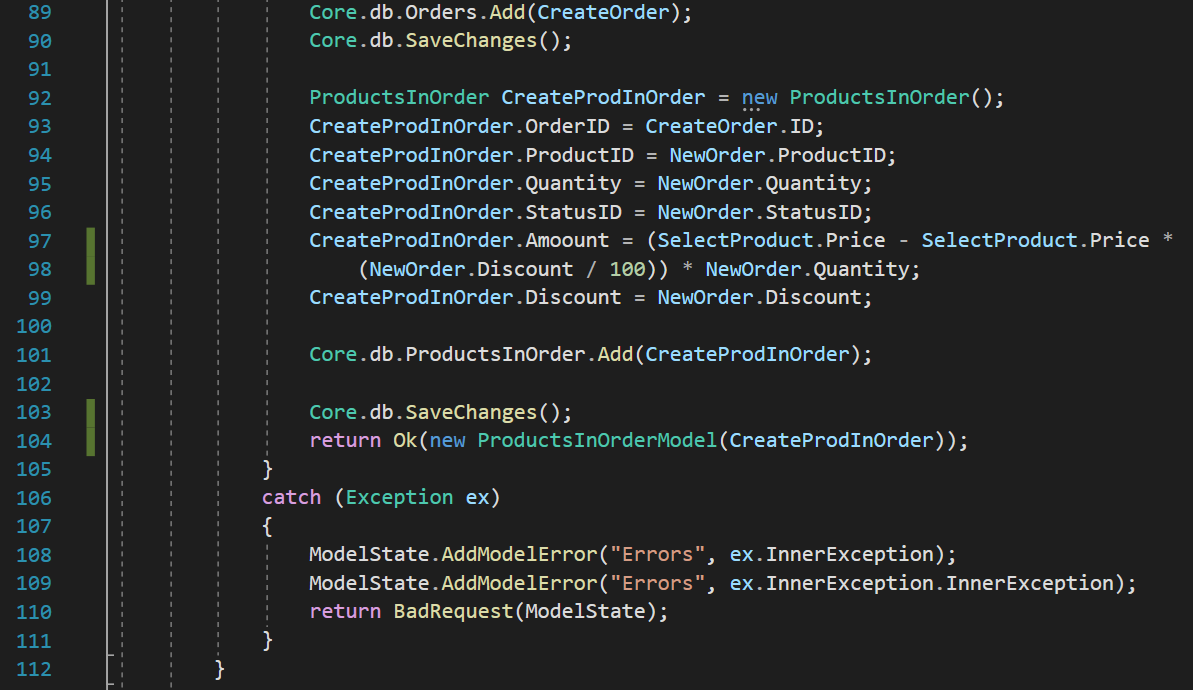 89 Core.db.Orders.Add(CreateOrder);
90 Core.db.SaveChanges();
91
92 ProductsInOrder CreateProdInOrder = new ProductsInOrder();
93 CreateProdInOrder.OrderID = CreateOrder.ID;
94 CreateProdInOrder.ProductID = NewOrder.ProductID;
95 CreateProdInOrder.Quantity = NewOrder.Quantity;
96 CreateProdInOrder.StatusID = NewOrder.StatusID;
97 CreateProdInOrder.Amoount = (SelectProduct.Price - SelectProduct.Price *
98 (NewOrder.Discount / 100)) * NewOrder.Quantity;
99 CreateProdInOrder.Discount = NewOrder.Discount;
100
101 Core.db.ProductsInOrder.Add(CreateProdInOrder);
102
103 Core.db.SaveChanges();
104 return Ok(new ProductsInOrderModel(CreateProdInOrder));
105 }
106 catch (Exception ex)
107 {
108 ModelState.AddModelError("Errors", ex.InnerException);
109 ModelState.AddModelError("Errors", ex.InnerException.InnerException);
110 return BadRequest(ModelState);
111 }
112 }